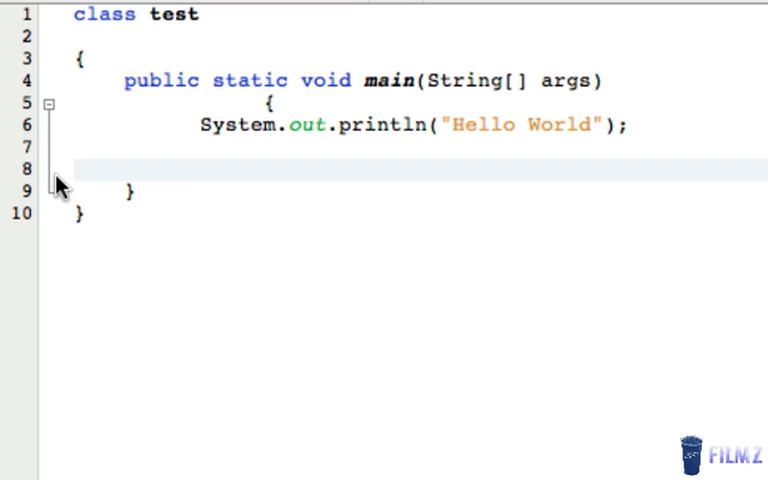 1 class test
2
3 {
4 public static void main(String[] args)
5 {
6 System.out.println("Hello World");
7
8
9 }
10 }
FILMZ